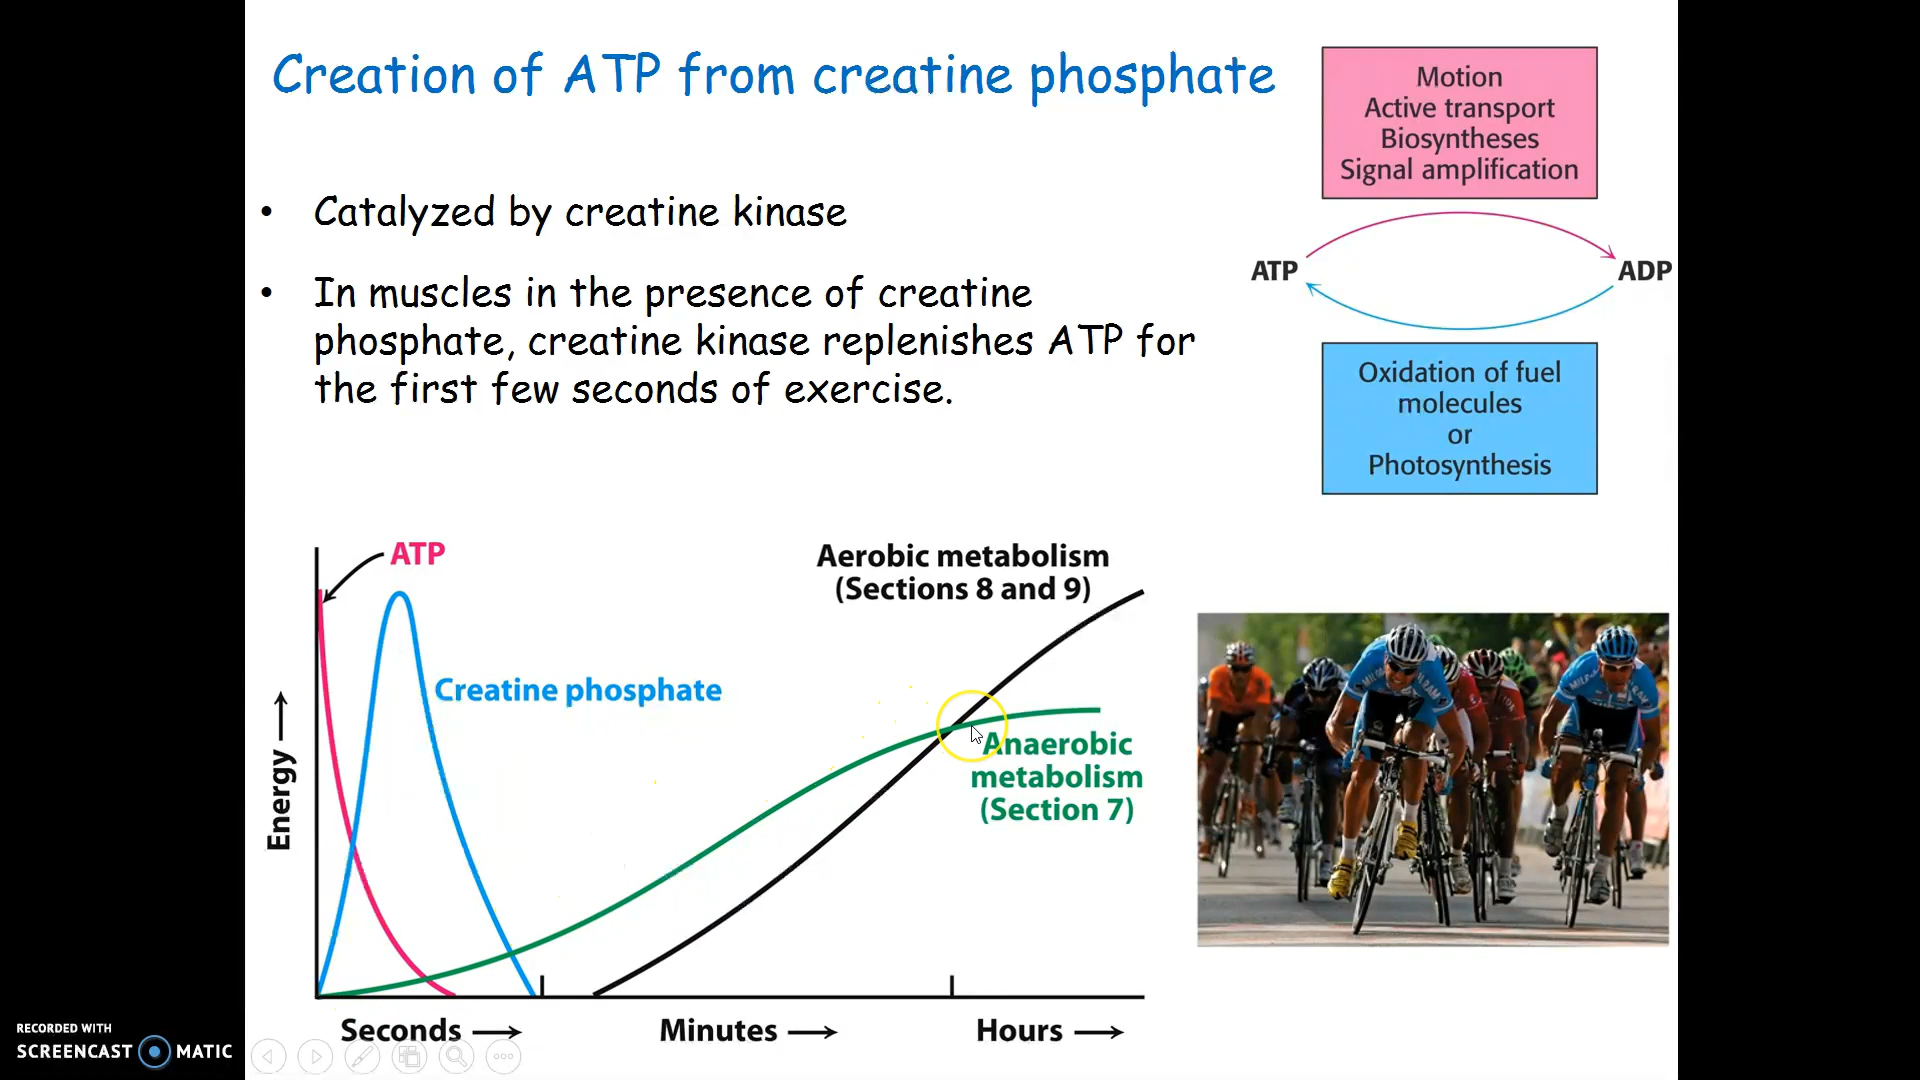 Creation of ATP from creatine phosphate
• Catalyzed by creatine kinase
• In muscles in the presence of creatine
phosphate, creatine kinase replenishes ATP for
the first few seconds of exercise.
Motion
Active transport
Biosyntheses
Signal amplification
ATP
ADP
Oxidation of fuel
molecules
or
Photosynthesis
ATP
Creatine phosphate
Aerobic metabolism
(Sections 8 and 9)
Anaerobic
metabolism
(Section 7)
Energy
Seconds
Minutes
Hours
RECORDED WITH
SCREENCAST MATIC